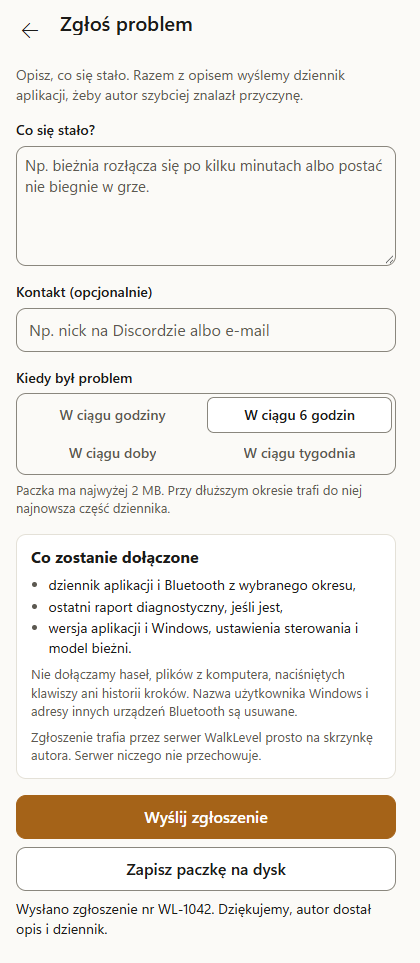 Zgłoś problem
Opisz, co się stało. Razem z opisem wyślemy dziennik
aplikacji, żeby autor szybciej znalazł przyczynę.
Co się stało?
Np. bieżnia rozłącza się po kilku minutach albo postać
nie biegnie w grze.
Kontakt (opcjonalnie)
Np. nick na Discordzie albo e-mail
Kiedy był problem
W ciągu godziny
W ciągu 6 godzin
W ciągu doby
W ciągu tygodnia
Paczka ma najwyżej 2 MB. Przy dłuższym okresie trafi do niej
najnowsza część dziennika.
Co zostanie dołączone
• dziennik aplikacji i Bluetooth z wybranego okresu,
• ostatni raport diagnostyczny, jeśli jest,
• wersja aplikacji i Windows, ustawienia sterowania i
model bieżni.
Nie dołączamy haseł, plików z komputera, naciśniętych
klawiszy ani historii kroków. Nazwa użytkownika Windows i
adresy innych urządzeń Bluetooth są usuwane.
Zgłoszenie trafia przez serwer WalkLevel prosto na skrzynkę
autora. Serwer niczego nie przechowuje.
Wyślij zgłoszenie
Zapisz paczkę na dysk
Wysłano zgłoszenie nr WL-1042. Dziękujemy, autor dostał
opis i dziennik.